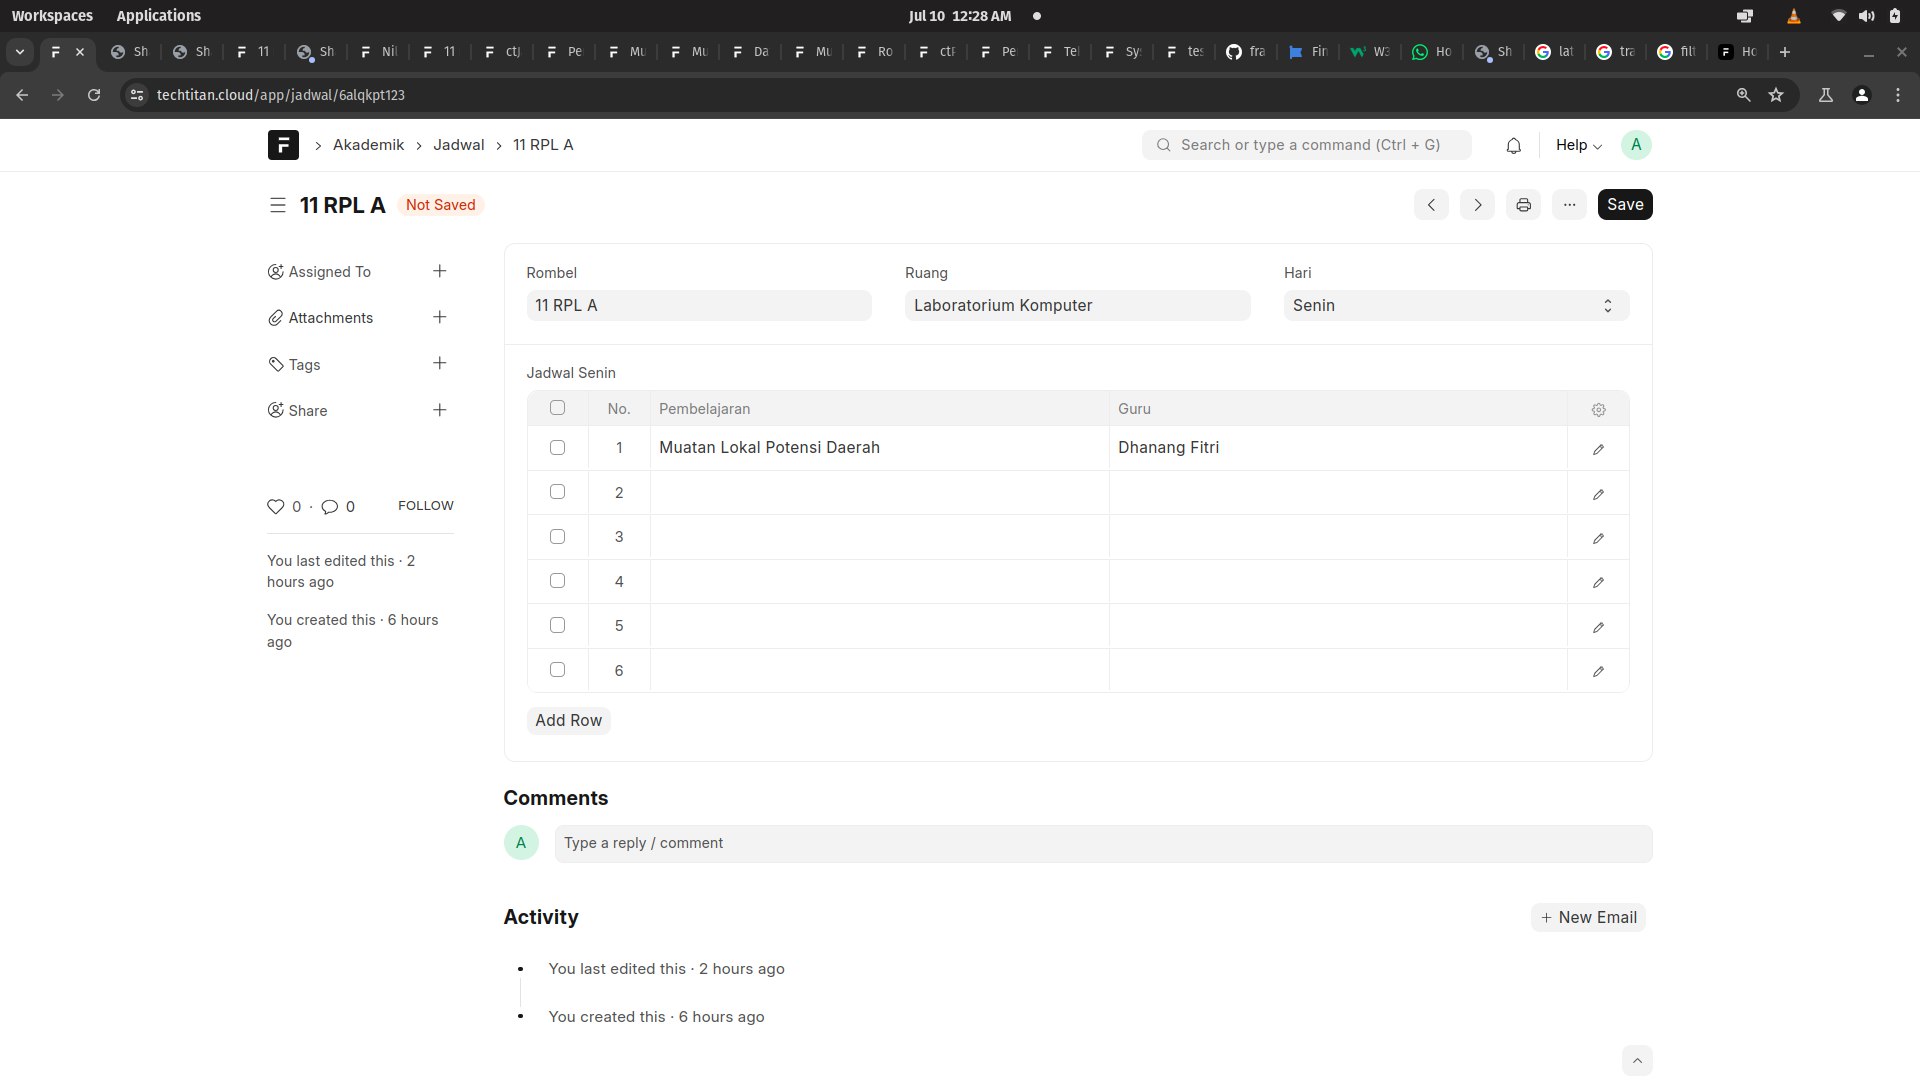 Workspaces Applications Jul 10 12:28 AM
Sh Sh 11 Sh Nil 11 ctJ Pe Mu Mu Da Mu Ro ctF Pe Tel Sy: tes fra Fin W3 Ho Sh lat tra filt Ho
techtitan.cloud/app/jadwal/6alqkpt123
Akademik Jadwal 11 RPL A Search or type a command (Ctrl + G) Help A
11 RPL A Not Saved Save
Assigned To
Attachments
Tags
Share
0 · 0 FOLLOW
You last edited this · 2
hours ago
You created this · 6 hours
ago
Rombel Ruang Hari
11 RPL A Laboratorium Komputer Senin
Jadwal Senin
No. Pembelajaran Guru
1 Muatan Lokal Potensi Daerah Dhanang Fitri
2
3
4
5
6
Add Row
Comments
A Type a reply / comment
Activity + New Email
You last edited this · 2 hours ago
You created this · 6 hours ago